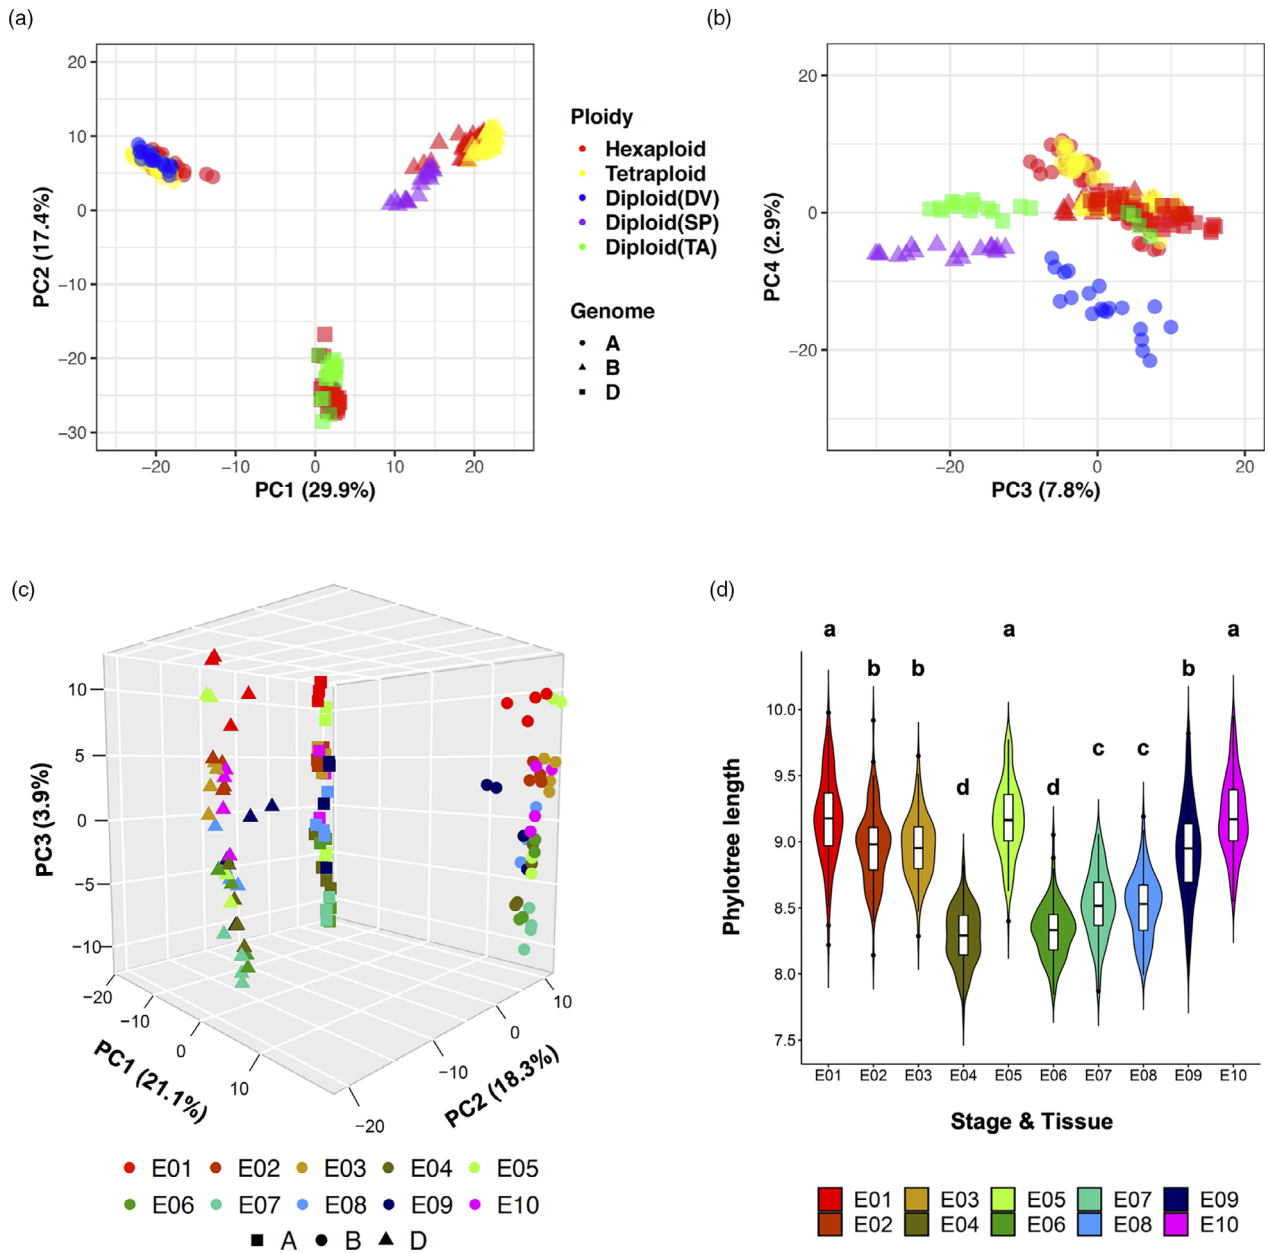 (a)
20
10
0
−10
−20
−30
−20
−10
0
10
20
PC2 (17.4%)
PC1 (29.9%)
Ploidy
Hexaploid
Tetraploid
Diploid(DV)
Diploid(SP)
Diploid(TA)
Genome
A
B
D
(b)
20
0
−20
−20
0
20
PC4 (2.9%)
PC3 (7.8%)
(c)
10
5
0
−5
−10
PC3 (3.9%)
−20
−10
0
10
PC1 (21.1%)
10
0
−10
−20
PC2 (18.3%)
E01
E02
E03
E04
E05
E06
E07
E08
E09
E10
A
B
D
(d)
a
b
b
d
a
d
c
c
b
a
10.0
9.5
9.0
8.5
8.0
7.5
Phylotree length
E01
E02
E03
E04
E05
E06
E07
E08
E09
E10
Stage & Tissue
E01
E03
E05
E07
E09
E02
E04
E06
E08
E10